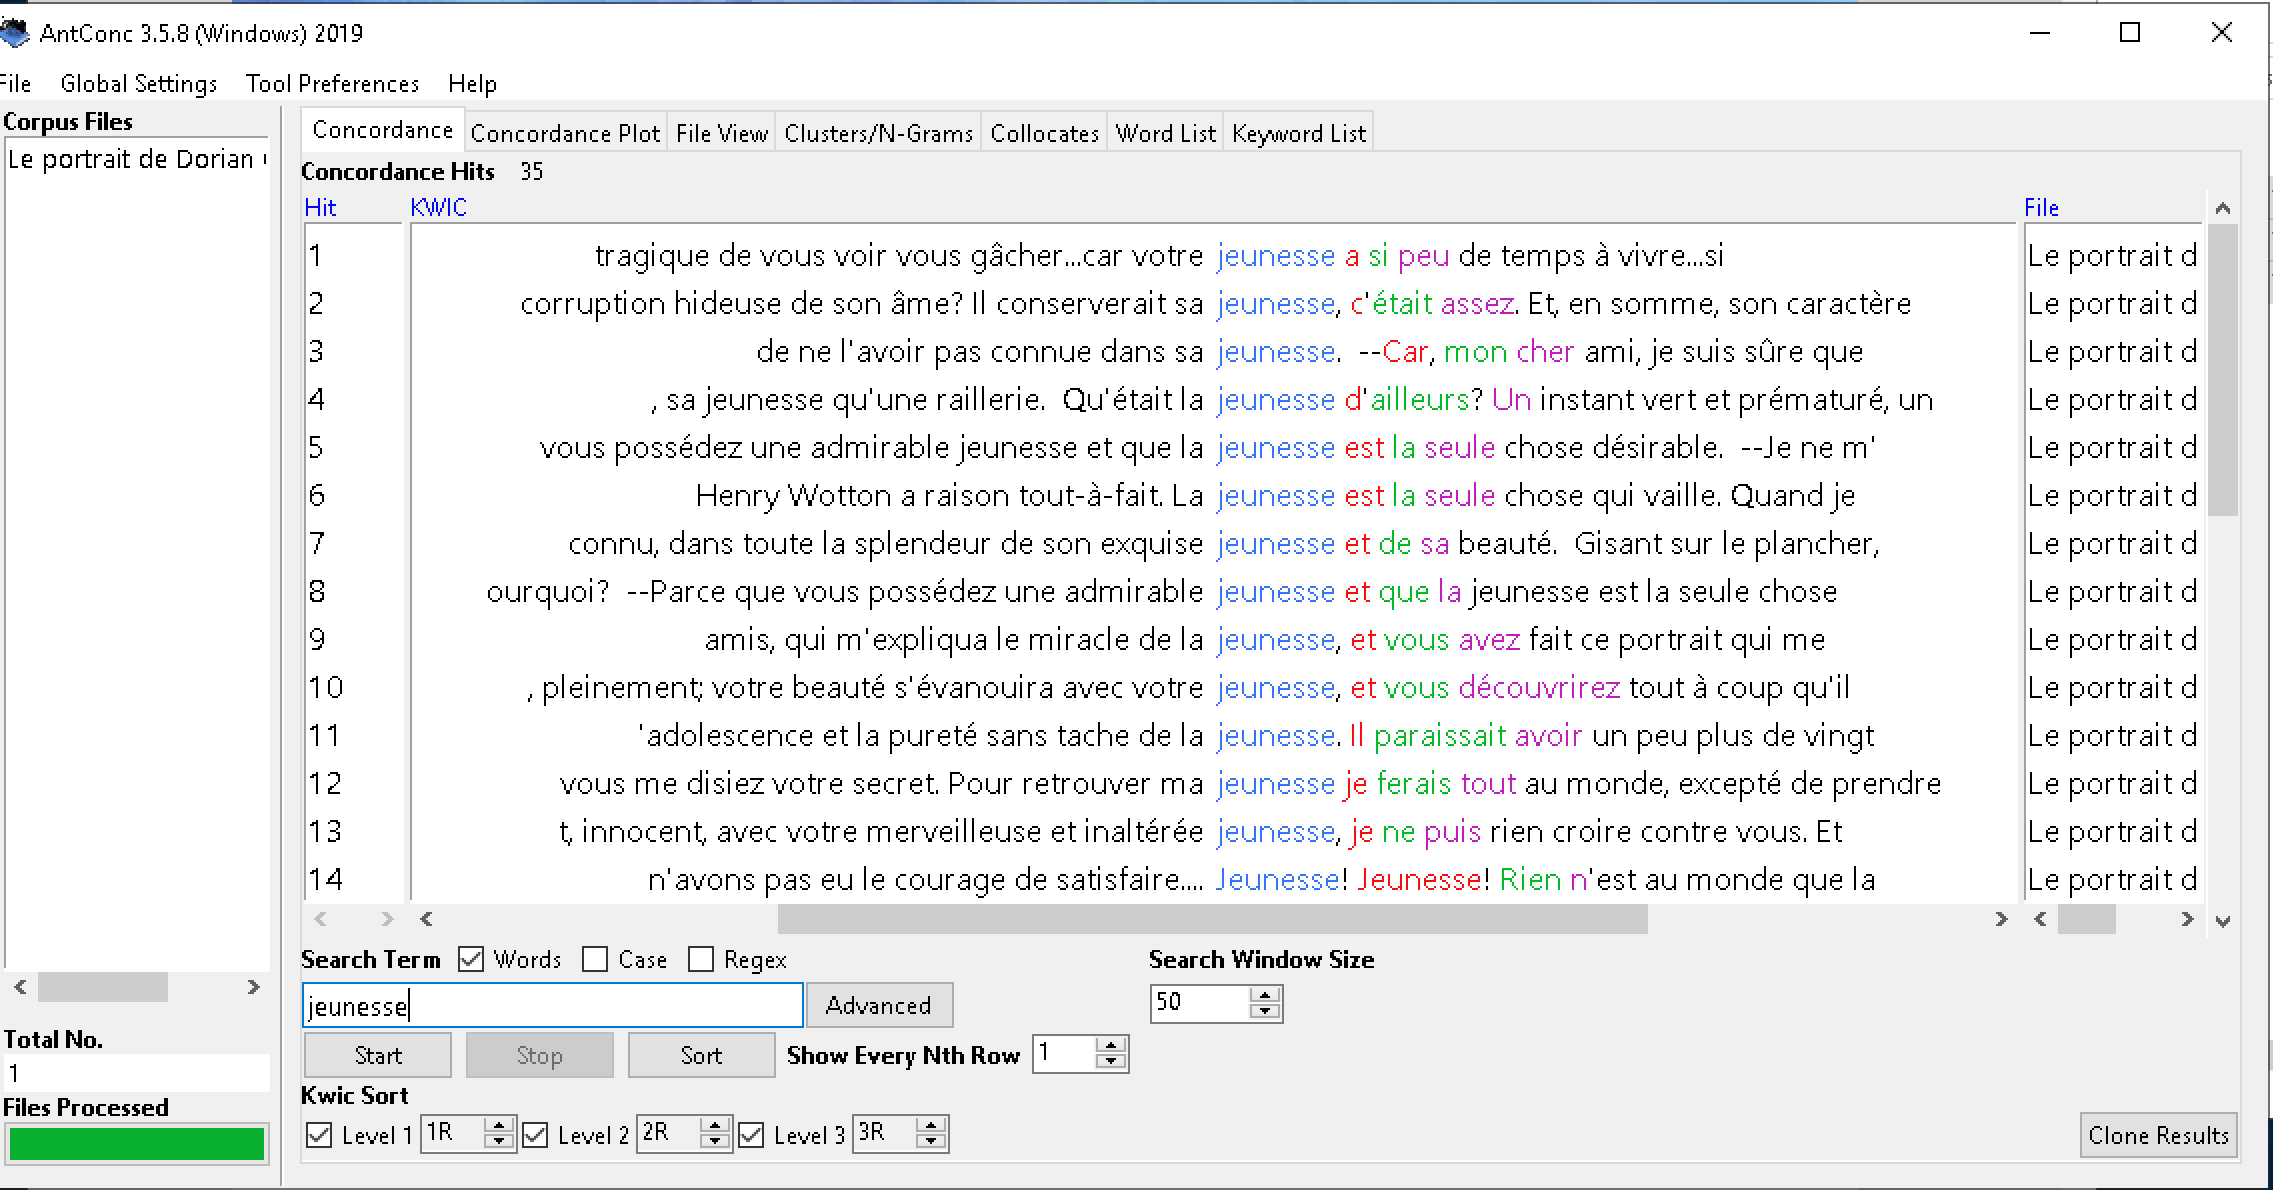 AntConc 3.5.8 (Windows) 2019
File Global Settings Tool Preferences Help
Corpus Files
Le portrait de Dorian
Total No.
1
Files Processed
Concordance Concordance Plot File View Clusters/N-Grams Collocates Word List Keyword List
Concordance Hits 35
Hit KWIC File
1 tragique de vous voir vous gâcher...car votre jeunesse a si peu de temps à vivre...si Le portrait d
2 corruption hideuse de son âme? Il conserverait sa jeunesse, c'était assez. Et, en somme, son caractère Le portrait d
3 de ne l'avoir pas connue dans sa jeunesse. --Car, mon cher ami, je suis sûre que Le portrait d
4 , sa jeunesse qu'une raillerie. Qu'était la jeunesse d'ailleurs? Un instant vert et prématuré, un Le portrait d
5 vous possédez une admirable jeunesse et que la jeunesse est la seule chose désirable. --Je ne m' Le portrait d
6 Henry Wotton a raison tout-à-fait. La jeunesse est la seule chose qui vaille. Quand je Le portrait d
7 connu, dans toute la splendeur de son exquise jeunesse et de sa beauté. Gisant sur le plancher, Le portrait d
8 ourquoi? --Parce que vous possédez une admirable jeunesse et que la jeunesse est la seule chose Le portrait d
9 amis, qui m'expliqua le miracle de la jeunesse, et vous avez fait ce portrait qui me Le portrait d
10 , pleinement; votre beauté s'évanouira avec votre jeunesse, et vous découvrirez tout à coup qu'il Le portrait d
11 'adolescence et la pureté sans tache de la jeunesse. Il paraissait avoir un peu plus de vingt Le portrait d
12 vous me disiez votre secret. Pour retrouver ma jeunesse je ferais tout au monde, excepté de prendre Le portrait d
13 t, innocent, avec votre merveilleuse et inaltérée jeunesse, je ne puis rien croire contre vous. Et Le portrait d
14 n'avons pas eu le courage de satisfaire.... Jeunesse! Jeunesse! Rien n'est au monde que la Le portrait d
Search Term Words Case Regex Search Window Size
jeunesse Advanced 50
Start Stop Sort Show Every Nth Row 1
Kwic Sort
Level 1 1R Level 2 2R Level 3 3R Clone Results